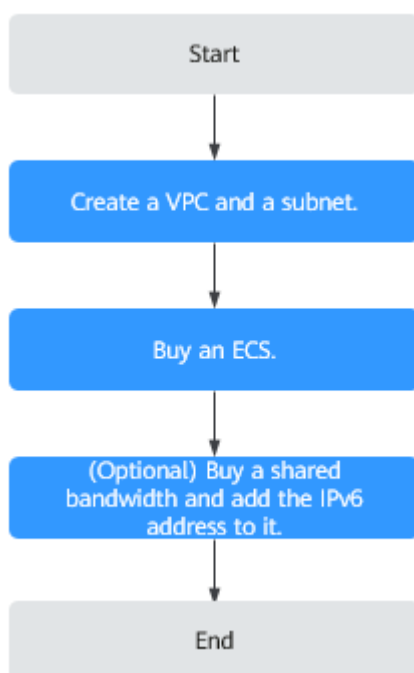 Start
Create a VPC and a subnet.
Buy an ECS.
(Optional) Buy a shared
bandwidth and add the IPv6
address to it.
End